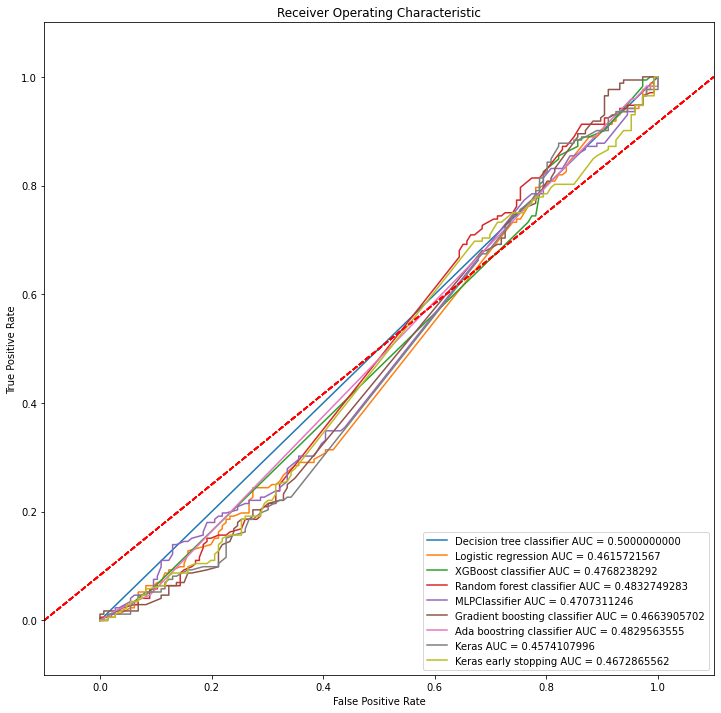 Receiver Operating Characteristic
True Positive Rate
1.0
0.8
0.6
0.4
0.2
0.0
Decision tree classifier AUC = 0.5000000000
Logistic regression AUC = 0.4615721567
XGBoost classifier AUC = 0.4768238292
Random forest classifier AUC = 0.4832749283
MLPClassifier AUC = 0.4707311246
Gradient boosting classifier AUC = 0.4663905702
Ada boostring classifier AUC = 0.4829563555
Keras AUC = 0.4574107996
Keras early stopping AUC = 0.4672865562
0.0 0.2 0.4 0.6 0.8 1.0
False Positive Rate